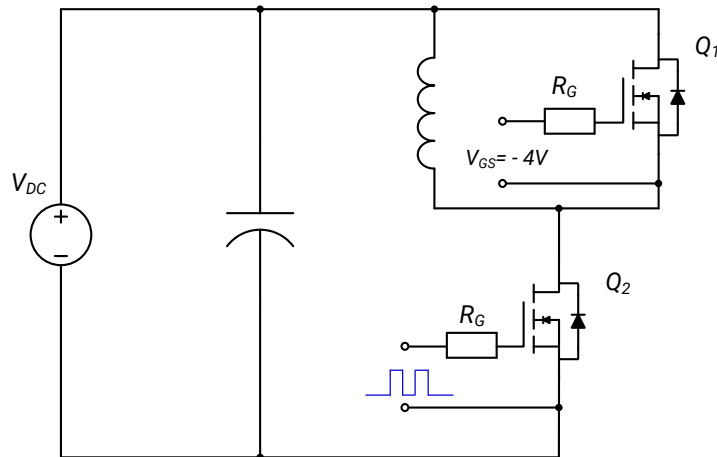 Q1
RG
VGS= - 4V
VDC
+
−
Q2
RG